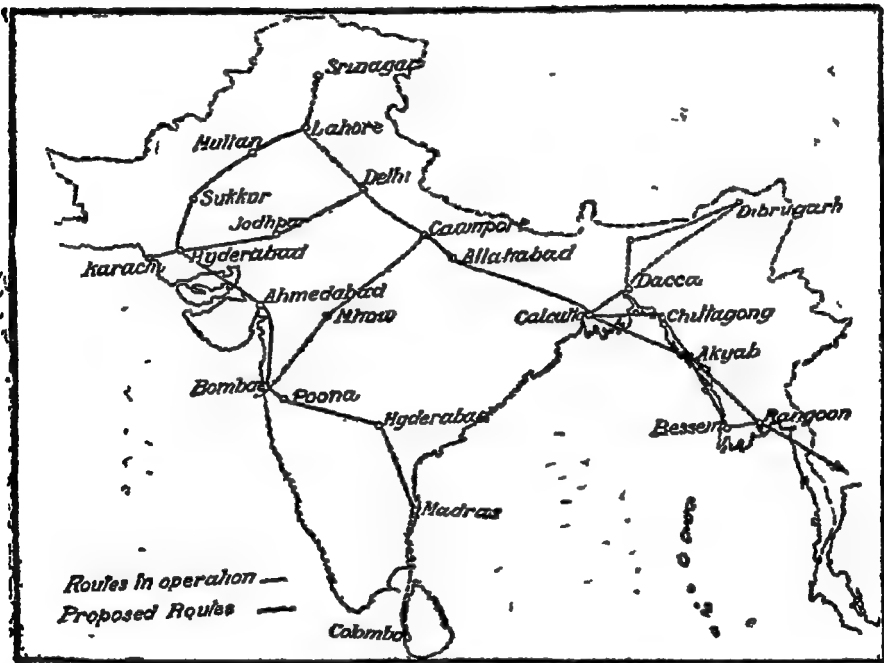 Srinagar
Lahore
Multan
Delhi
Sukkur
Dibrugarh
Jodhpur
Cawnpore
Allahabad
Hyderabad
Karachi
Dacca
Ahmedabad
Mhow
Calcutta
Chittagong
Akyab
Bombay
Poona
Hyderabad
Bessein
Rangoon
Madras
Routes in operation
Proposed Routes
Colombo